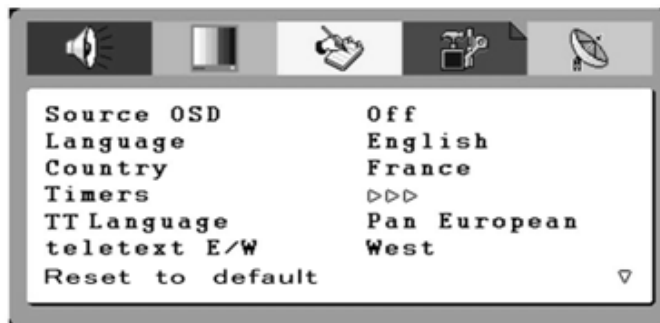 Source OSD Off
Language English
Country France
Timers ▷▷▷
TT Language Pan European
teletext E/W West
Reset to default ▽